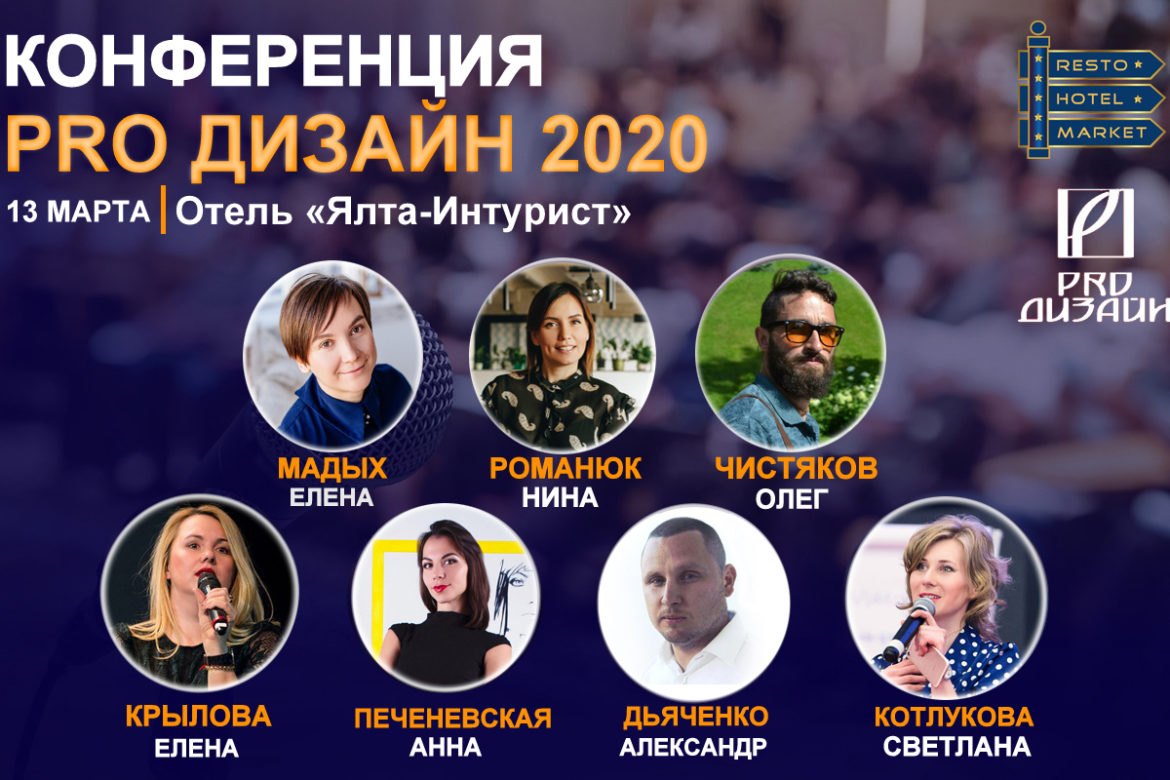 КОНФЕРЕНЦИЯ
PRO ДИЗАЙН 2020
13 МАРТА | Отель «Ялта-Интурист»
RESTO
HOTEL
MARKET
PRO
ДИЗАЙН
МАДЫХ
ЕЛЕНА
РОМАНЮК
НИНА
ЧИСТЯКОВ
ОЛЕГ
КРЫЛОВА
ЕЛЕНА
ПЕЧЕНЕВСКАЯ
АННА
ДЬЯЧЕНКО
АЛЕКСАНДР
КОТЛУКОВА
СВЕТЛАНА